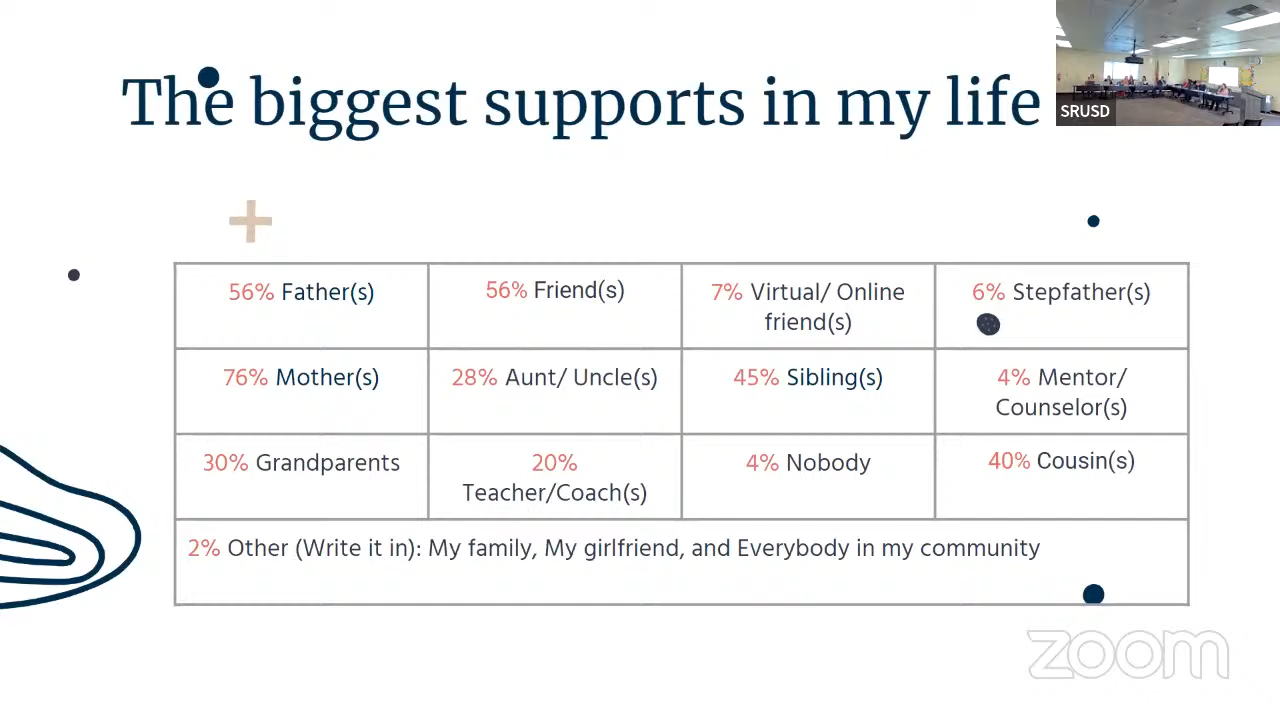 The biggest supports in my life
SRUSD
56% Father(s)
56% Friend(s)
7% Virtual/ Online
friend(s)
6% Stepfather(s)
76% Mother(s)
28% Aunt/ Uncle(s)
45% Sibling(s)
4% Mentor/
Counselor(s)
30% Grandparents
20%
Teacher/Coach(s)
4% Nobody
40% Cousin(s)
2% Other (Write it in): My family, My girlfriend, and Everybody in my community
zoom